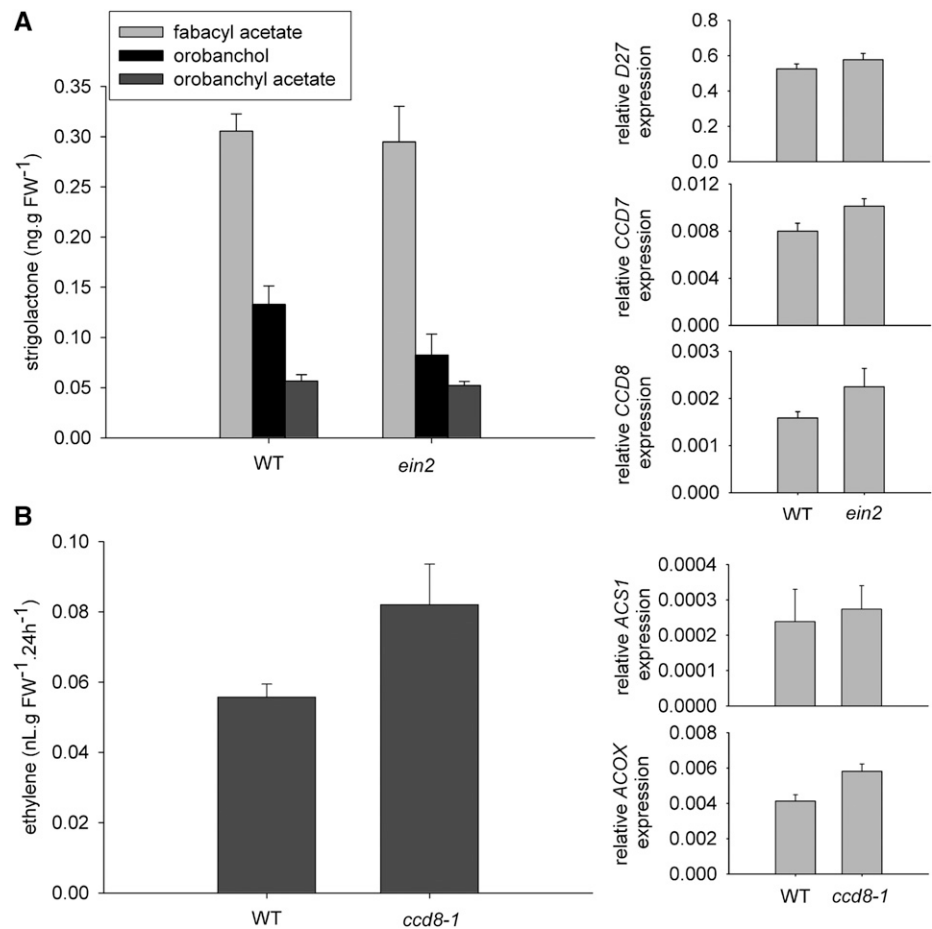 A
fabacyl acetate
orobanchol
orobanchyl acetate
strigolactone (ng.g FW⁻¹)
0.35
0.30
0.25
0.20
0.15
0.10
0.05
0.00
WT
ein2
relative D27
expression
0.8
0.6
0.4
0.2
0.0
relative CCD7
expression
0.012
0.008
0.004
0.000
relative CCD8
expression
0.003
0.002
0.001
0.000
WT
ein2
B
ethylene (nL.g FW⁻¹.24h⁻¹)
0.10
0.08
0.06
0.04
0.02
0.00
WT
ccd8-1
relative ACS1
expression
0.0004
0.0003
0.0002
0.0001
0.0000
relative ACOX
expression
0.008
0.006
0.004
0.002
0.000
WT
ccd8-1